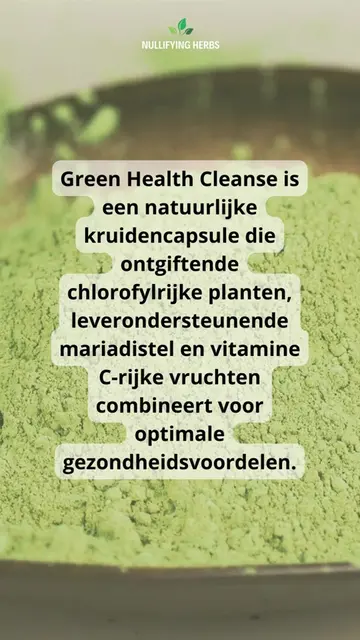 NULLIFYING HERBS
Green Health Cleanse is
een natuurlijke
kruidencapsule die
ontgiftende
chlorofylrijke planten,
leverondersteunende
mariadistel en vitamine
C-rijke vruchten
combineert voor
optimale
gezondheidsvoordelen.